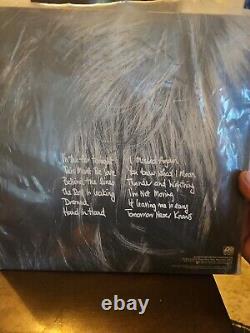 In the Air Tonight
This Must Be Love
Behind the Lines
the Roof is Leaking
Droned
Hand in Hand
I Missed Again
You Know What I Mean
Thunder and Lightning
I'm Not Moving
If leaving me is easy
Tomorrow Never Knows
ebay